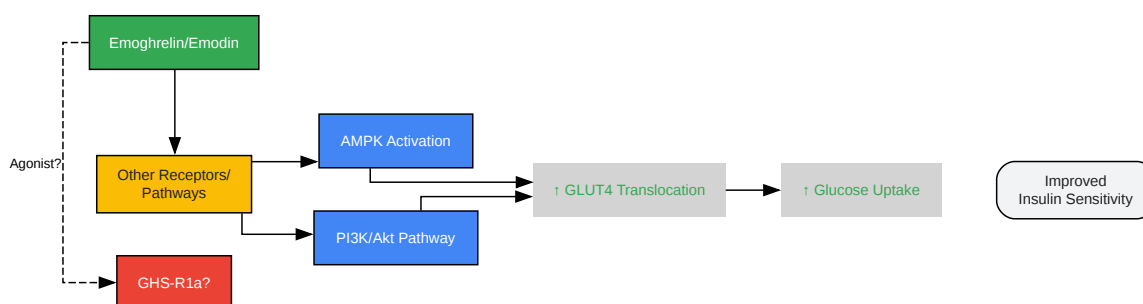 Emoghrelin/Emodin
Agonist?
Other Receptors/
Pathways
AMPK Activation
PI3K/Akt Pathway
GHS-R1a?
↑ GLUT4 Translocation
↑ Glucose Uptake
Improved
Insulin Sensitivity